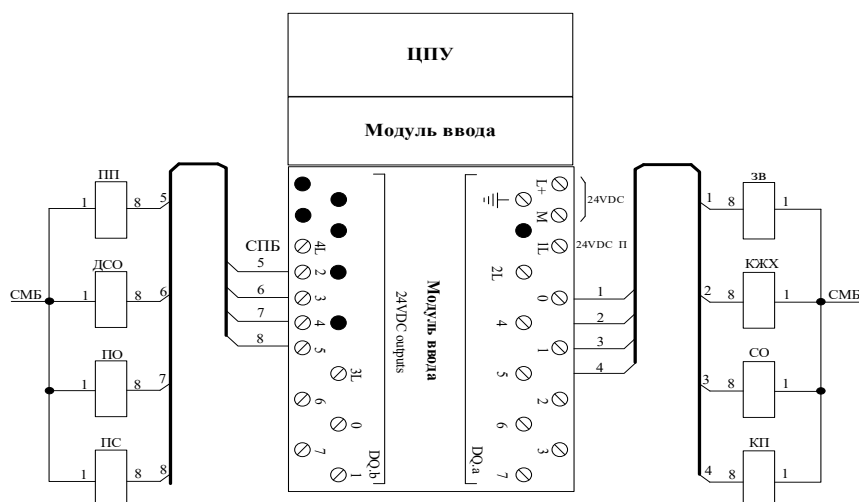 ЦПУ
Модуль ввода
ПП
1 8 5
ДСО
СМБ
1 8 6
ПО
1 8 7
ПС
1 8 8
СПБ
5
6
7
8
4L
2
3
4
5
3L
6
0
7
1
24VDC outputs
DQ.b
Модуль ввода
DQ.a
L+
M
24VDC
1L
24VDC П
2L
0
4
1
5
2
6
3
7
1
2
3
4
ЗВ
1 8 1
КЖХ
2 8 1
СМБ
СО
3 8 1
КП
4 8 1